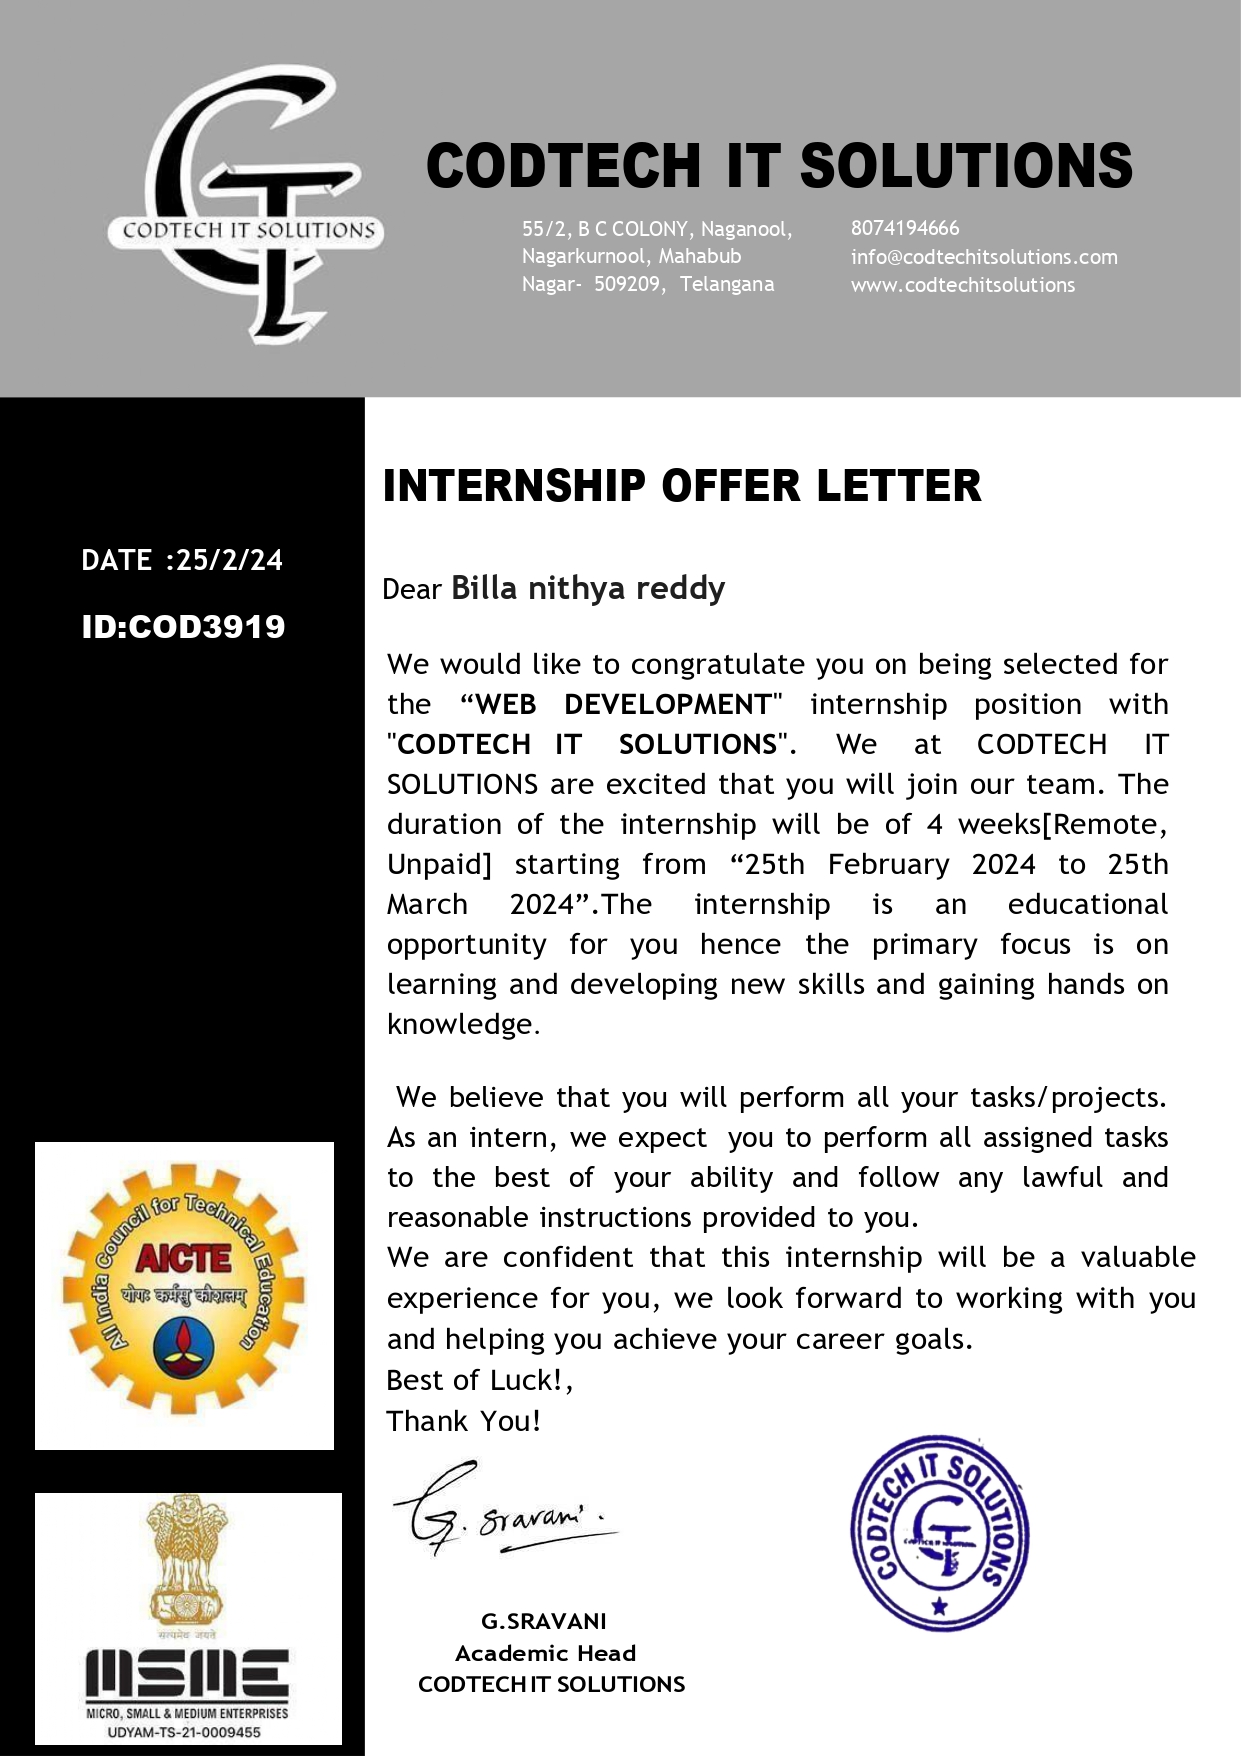 CODTECH IT SOLUTIONS
CODTECH IT SOLUTIONS
55/2, B C COLONY, Naganool,
Nagarkurnool, Mahabub
Nagar- 509209, Telangana
8074194666
info@codtechitsolutions.com
www.codtechitsolutions
DATE :25/2/24
ID:COD3919
INTERNSHIP OFFER LETTER
Dear Billa nithya reddy
We would like to congratulate you on being selected for
the “WEB DEVELOPMENT" internship position with
"CODTECH IT SOLUTIONS". We at CODTECH IT
SOLUTIONS are excited that you will join our team. The
duration of the internship will be of 4 weeks[Remote,
Unpaid] starting from “25th February 2024 to 25th
March 2024”.The internship is an educational
opportunity for you hence the primary focus is on
learning and developing new skills and gaining hands on
knowledge.
We believe that you will perform all your tasks/projects.
As an intern, we expect you to perform all assigned tasks
to the best of your ability and follow any lawful and
reasonable instructions provided to you.
We are confident that this internship will be a valuable
experience for you, we look forward to working with you
and helping you achieve your career goals.
Best of Luck!,
Thank You!
G. Sravani.
G.SRAVANI
Academic Head
CODTECH IT SOLUTIONS
CODTECH IT SOLUTIONS
All India Council for Technical Education
AICTE
योगः कर्मसु कौशलम्
सत्यमेव जयते
MSME
MICRO, SMALL & MEDIUM ENTERPRISES
UDYAM-TS-21-0009455